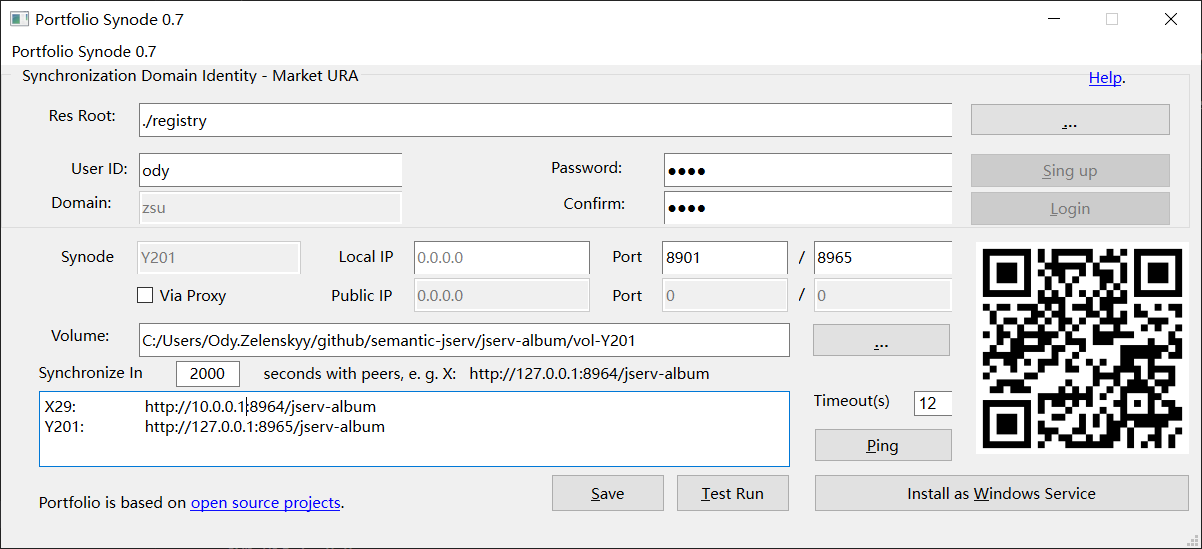 Portfolio Synode 0.7
Portfolio Synode 0.7
Synchronization Domain Identity - Market URA Help.
Res Root: ./registry ...
User ID: ody Password: ●●●● Sing up
Domain: zsu Confirm: ●●●● Login
Synode Y201 Local IP 0.0.0.0 Port 8901 / 8965
Via Proxy Public IP 0.0.0.0 Port 0 / 0
Volume: C:/Users/Ody.Zelenskyy/github/semantic-jserv/jserv-album/vol-Y201 ...
Synchronize In 2000 seconds with peers, e. g. X: http://127.0.0.1:8964/jserv-album
X29: http://10.0.0.1:8964/jserv-album Timeout(s) 12
Y201: http://127.0.0.1:8965/jserv-album
Ping
Portfolio is based on open source projects. Save Test Run Install as Windows Service